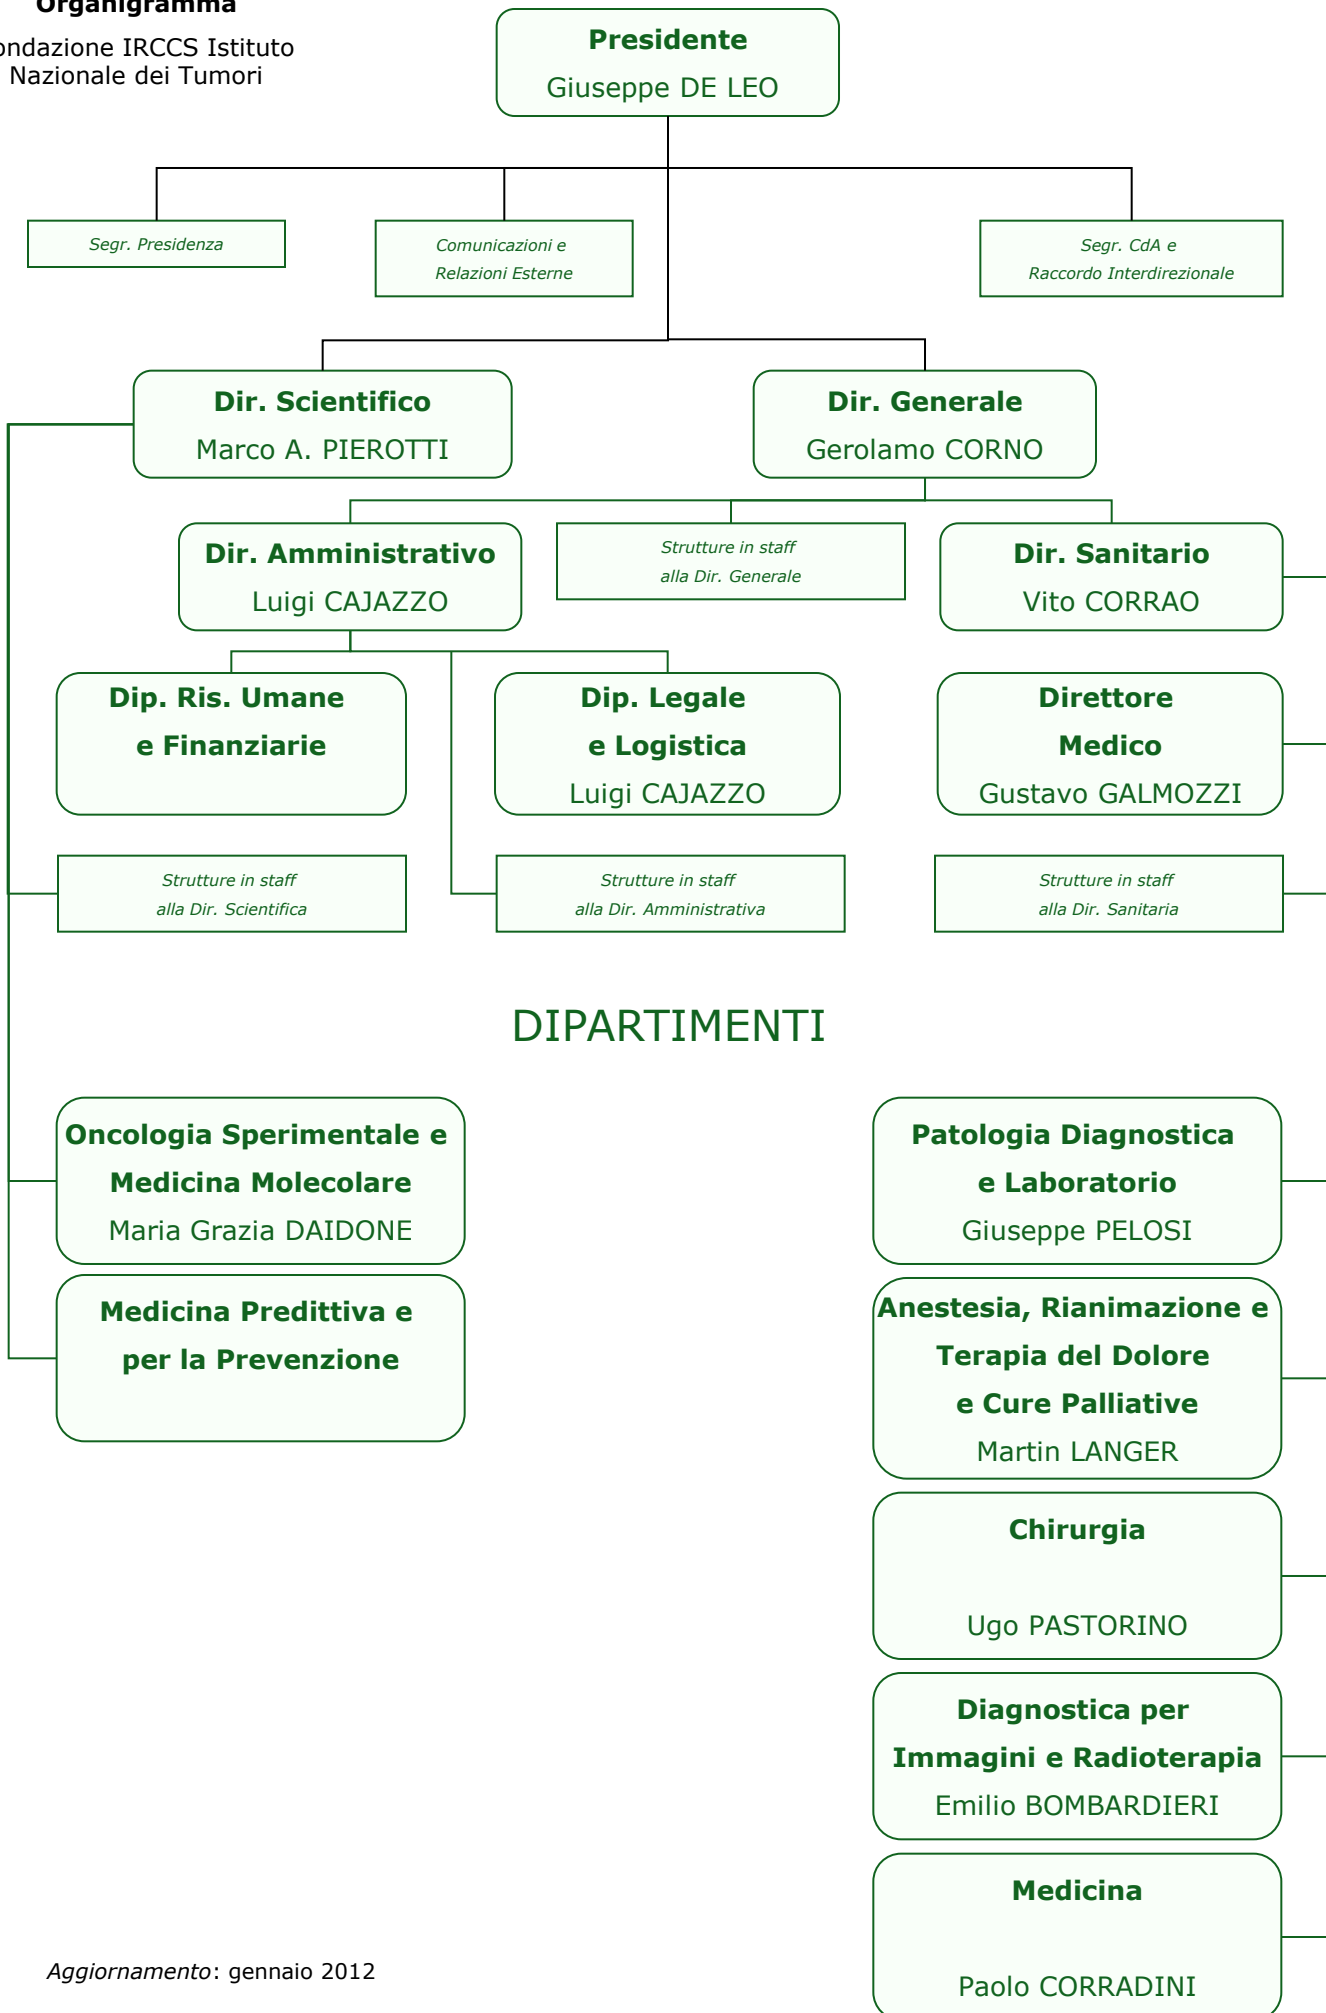 Organigramma
ondazione IRCCS Istituto
Nazionale dei Tumori
Presidente
Giuseppe DE LEO
Segr. Presidenza
Comunicazioni e
Relazioni Esterne
Segr. CdA e
Raccordo Interdirezionale
Dir. Scientifico
Marco A. PIEROTTI
Dir. Generale
Gerolamo CORNO
Dir. Amministrativo
Luigi CAJAZZO
Strutture in staff
alla Dir. Generale
Dir. Sanitario
Vito CORRAO
Dip. Ris. Umane
e Finanziarie
Dip. Legale
e Logistica
Luigi CAJAZZO
Direttore
Medico
Gustavo GALMOZZI
Strutture in staff
alla Dir. Scientifica
Strutture in staff
alla Dir. Amministrativa
Strutture in staff
alla Dir. Sanitaria
DIPARTIMENTI
Oncologia Sperimentale e
Medicina Molecolare
Maria Grazia DAIDONE
Medicina Predittiva e
per la Prevenzione
Patologia Diagnostica
e Laboratorio
Giuseppe PELOSI
Anestesia, Rianimazione e
Terapia del Dolore
e Cure Palliative
Martin LANGER
Chirurgia
Ugo PASTORINO
Diagnostica per
Immagini e Radioterapia
Emilio BOMBARDIERI
Medicina
Paolo CORRADINI
Aggiornamento: gennaio 2012